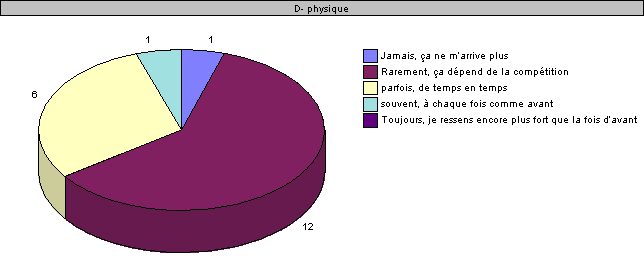 D- physique
1
1
6
12
Jamais, ça ne m'arrive plus
Rarement, ça dépend de la compétition
parfois, de temps en temps
souvent, à chaque fois comme avant
Toujours, je ressens encore plus fort que la fois d'avant